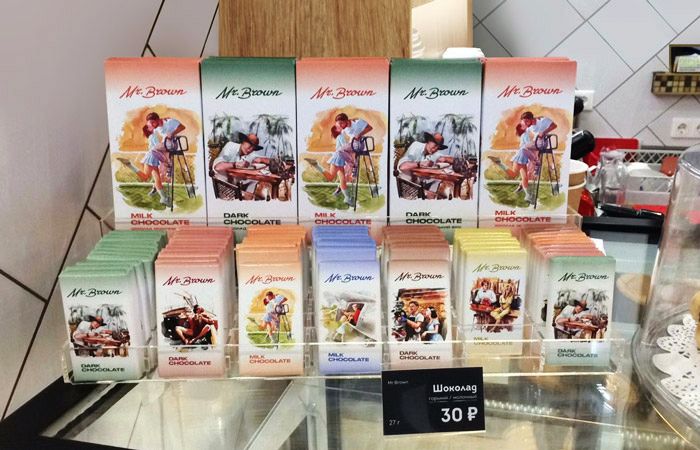 Mr. Brown
MILK
CHOCOLATE
Mr. Brown
DARK
CHOCOLATE
Mr. Brown
MILK
CHOCOLATE
Mr. Brown
DARK
CHOCOLATE
Mr. Brown
MILK
CHOCOLATE
Mr. Brown
DARK
CHOCOLATE
Mr. Brown
DARK
CHOCOLATE
Mr. Brown
MILK
CHOCOLATE
Mr. Brown
MILK
CHOCOLATE
Mr. Brown
DARK
CHOCOLATE
Mr. Brown
MILK
CHOCOLATE
Mr. Brown
DARK
CHOCOLATE
Mr.Brown
Шоколад
горький / молочный
27 г
30 ₽